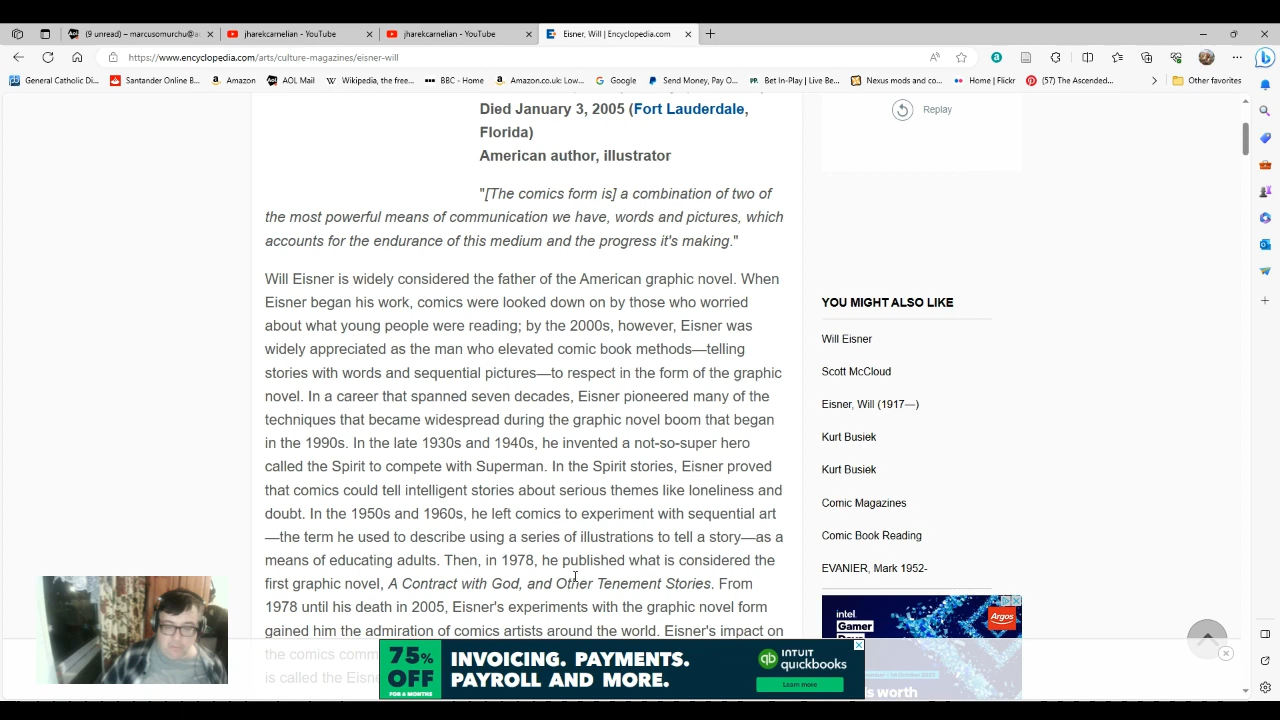 (9 unread) - marcusomurchu@a
jharekcarnelian - YouTube
jharekcarnelian - YouTube
Eisner, Will | Encyclopedia.com
https://www.encyclopedia.com/arts/culture-magazines/eisner-will
General Catholic Di...
Santander Online B...
Amazon
AOL Mail
Wikipedia, the free...
BBC - Home
Amazon.co.uk: Low...
Google
Send Money, Pay O...
Bet In-Play | Live Be...
Nexus mods and co...
Home | Flickr
(57) The Ascended...
Other favorites
Died January 3, 2005 (Fort Lauderdale,
Florida)
American author, illustrator
"[The comics form is] a combination of two of
the most powerful means of communication we have, words and pictures, which
accounts for the endurance of this medium and the progress it's making."
Will Eisner is widely considered the father of the American graphic novel. When
Eisner began his work, comics were looked down on by those who worried
about what young people were reading; by the 2000s, however, Eisner was
widely appreciated as the man who elevated comic book methods—telling
stories with words and sequential pictures—to respect in the form of the graphic
novel. In a career that spanned seven decades, Eisner pioneered many of the
techniques that became widespread during the graphic novel boom that began
in the 1990s. In the late 1930s and 1940s, he invented a not-so-super hero
called the Spirit to compete with Superman. In the Spirit stories, Eisner proved
that comics could tell intelligent stories about serious themes like loneliness and
doubt. In the 1950s and 1960s, he left comics to experiment with sequential art
—the term he used to describe using a series of illustrations to tell a story—as a
means of educating adults. Then, in 1978, he published what is considered the
first graphic novel, A Contract with God, and Other Tenement Stories. From
1978 until his death in 2005, Eisner's experiments with the graphic novel form
gained him the admiration of comics artists around the world. Eisner's impact on
the comics comm
is called the Eisne
Replay
YOU MIGHT ALSO LIKE
Will Eisner
Scott McCloud
Eisner, Will (1917—)
Kurt Busiek
Kurt Busiek
Comic Magazines
Comic Book Reading
EVANIER, Mark 1952-
intel
Gamer
Days
Argos
's worth
75%
OFF
FOR 6 MONTHS
INVOICING. PAYMENTS.
PAYROLL AND MORE.
INTUIT
quickbooks
Learn more